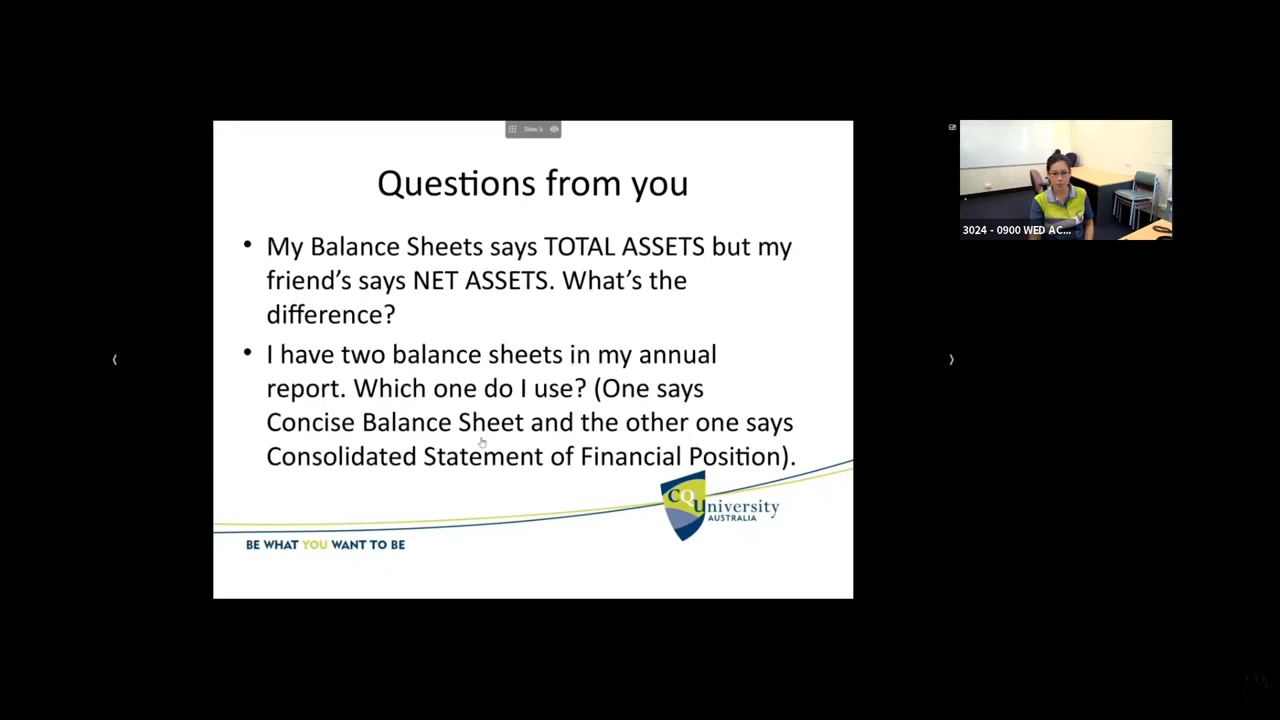 Slide 5
Questions from you
• My Balance Sheets says TOTAL ASSETS but my
friend’s says NET ASSETS. What’s the
difference?
• I have two balance sheets in my annual
report. Which one do I use? (One says
Concise Balance Sheet and the other one says
Consolidated Statement of Financial Position).
CQUniversity
AUSTRALIA
BE WHAT YOU WANT TO BE
3024 - 0900 WED AC...